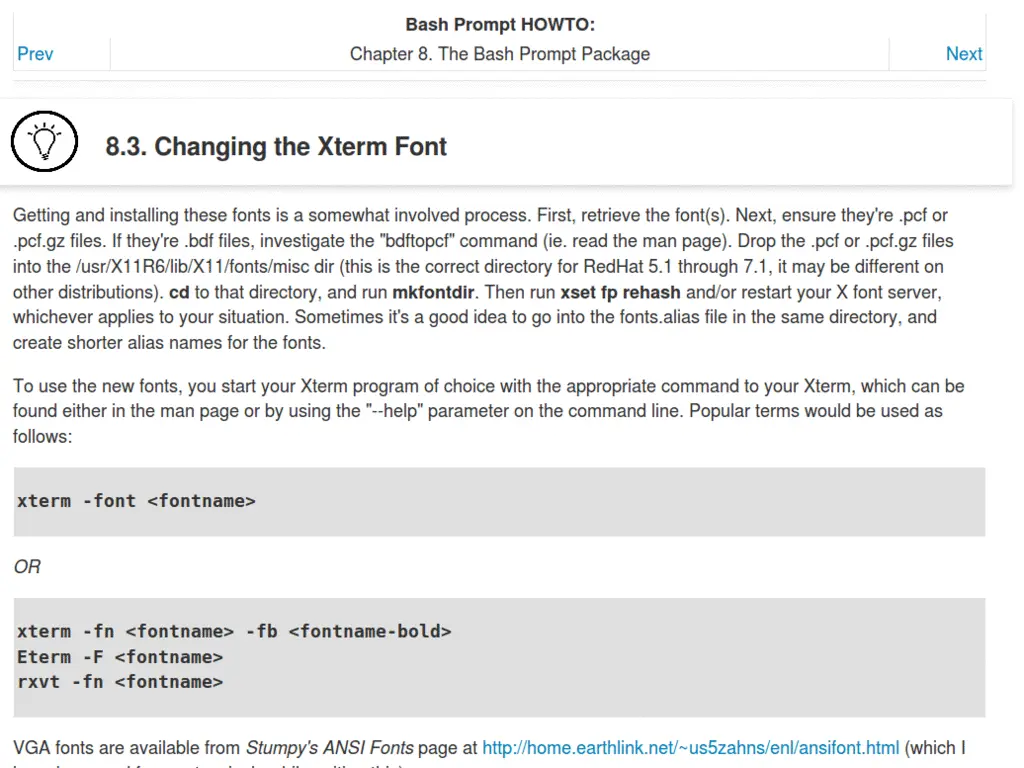 Bash Prompt HOWTO:
Prev Chapter 8. The Bash Prompt Package Next
8.3. Changing the Xterm Font
Getting and installing these fonts is a somewhat involved process. First, retrieve the font(s). Next, ensure they're .pcf or
.pcf.gz files. If they're .bdf files, investigate the "bdftopcf" command (ie. read the man page). Drop the .pcf or .pcf.gz files
into the /usr/X11R6/lib/X11/fonts/misc dir (this is the correct directory for RedHat 5.1 through 7.1, it may be different on
other distributions). cd to that directory, and run mkfontdir. Then run xset fp rehash and/or restart your X font server,
whichever applies to your situation. Sometimes it's a good idea to go into the fonts.alias file in the same directory, and
create shorter alias names for the fonts.
To use the new fonts, you start your Xterm program of choice with the appropriate command to your Xterm, which can be
found either in the man page or by using the "--help" parameter on the command line. Popular terms would be used as
follows:
xterm -font <fontname>
OR
xterm -fn <fontname> -fb <fontname-bold>
Eterm -F <fontname>
rxvt -fn <fontname>
VGA fonts are available from Stumpy's ANSI Fonts page at http://home.earthlink.net/~us5zahns/enl/ansifont.html (which I